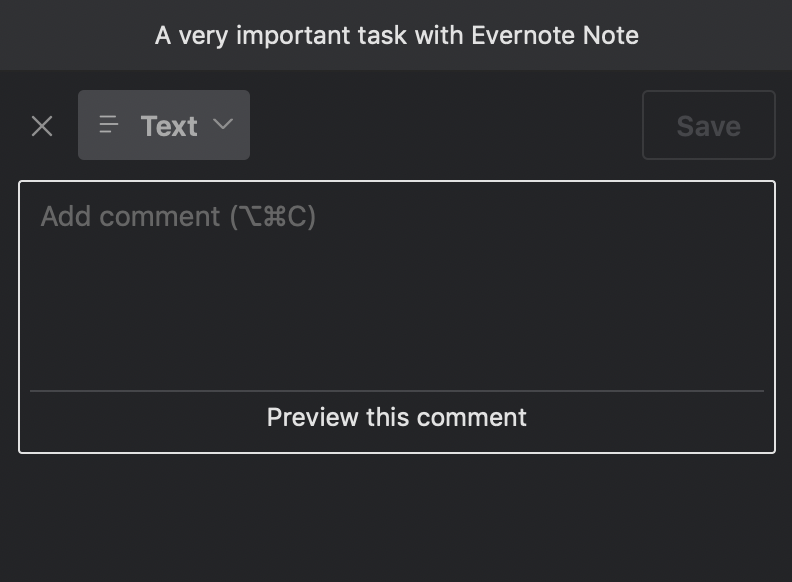 A very important task with Evernote Note
Text
Save
Add comment (⌥⌘C)
Preview this comment